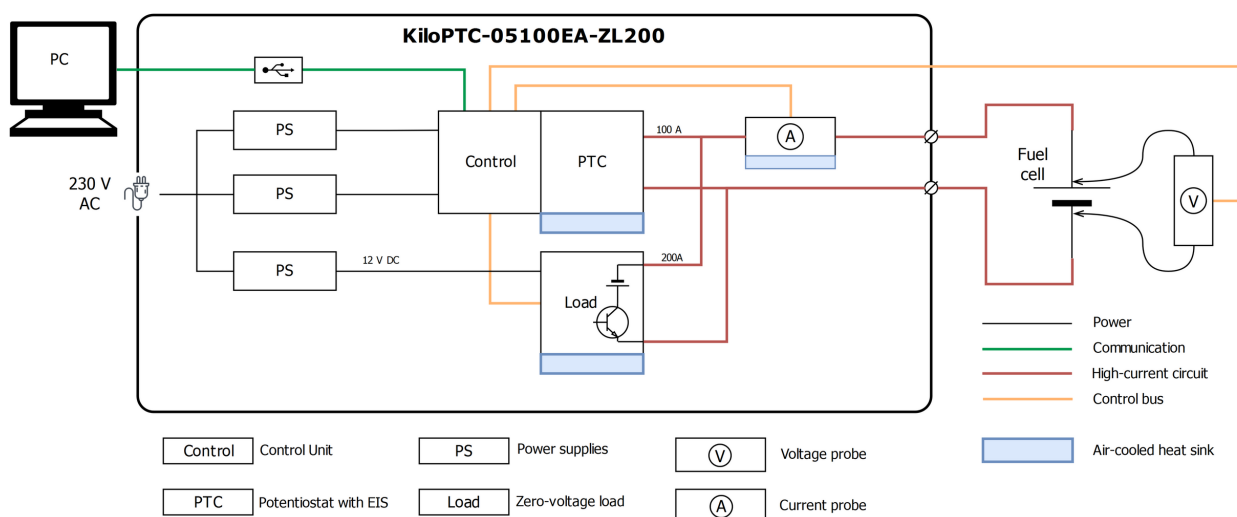 KiloPTC-05100EA-ZL200
PC
PS
100 A
A
Control
PTC
Fuel
cell
230 V
AC
PS
V
PS
12 V DC
200A
Load
Power
Communication
High-current circuit
Control bus
Control
Control Unit
PS
Power supplies
V
Voltage probe
Air-cooled heat sink
PTC
Potentiostat with EIS
Load
Zero-voltage load
A
Current probe